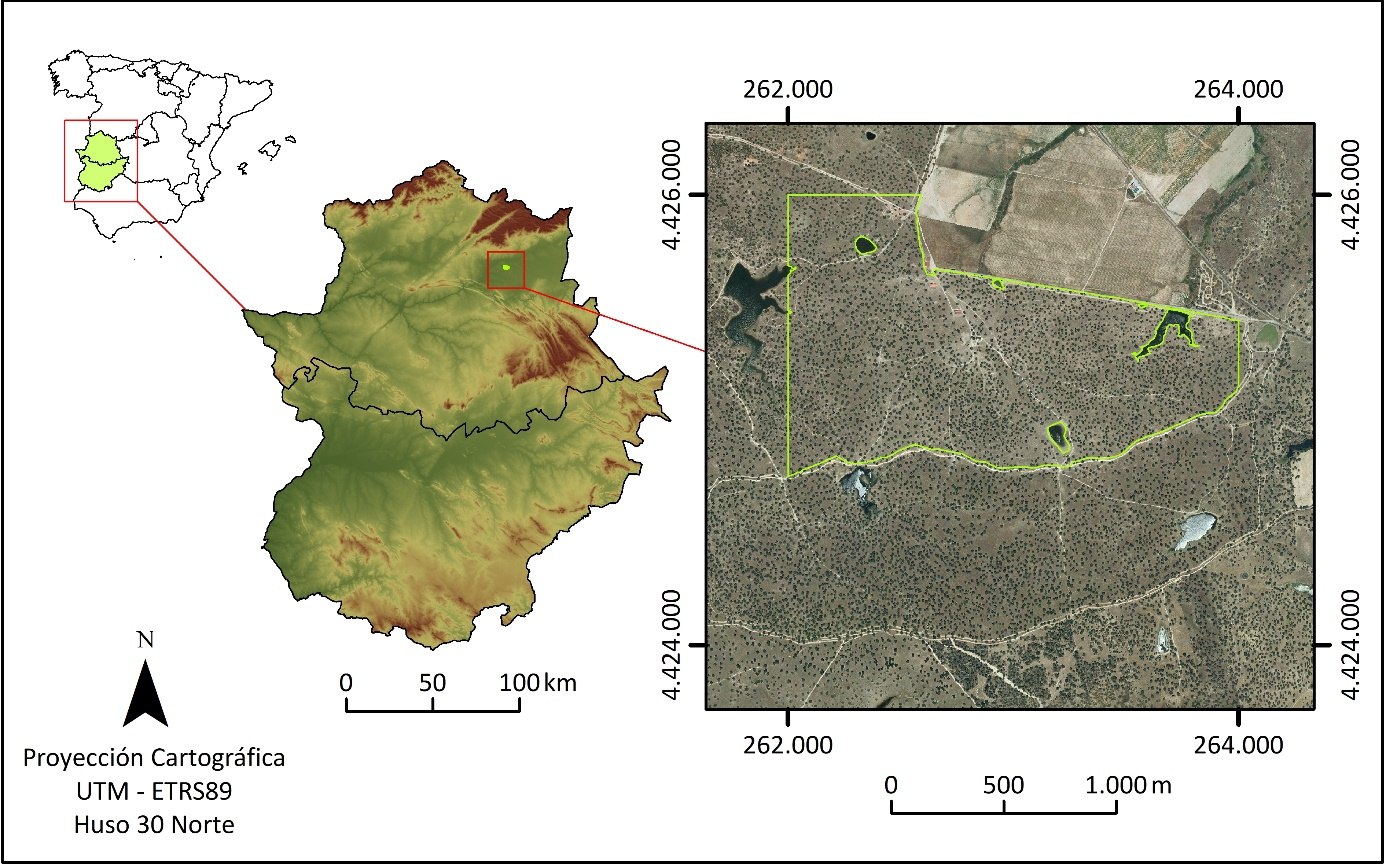 262.000
264.000
4.426.000
4.426.000
4.424.000
4.424.000
262.000
264.000
N
0 50 100 km
0 500 1.000 m
Proyección Cartográfica
UTM - ETRS89
Huso 30 Norte